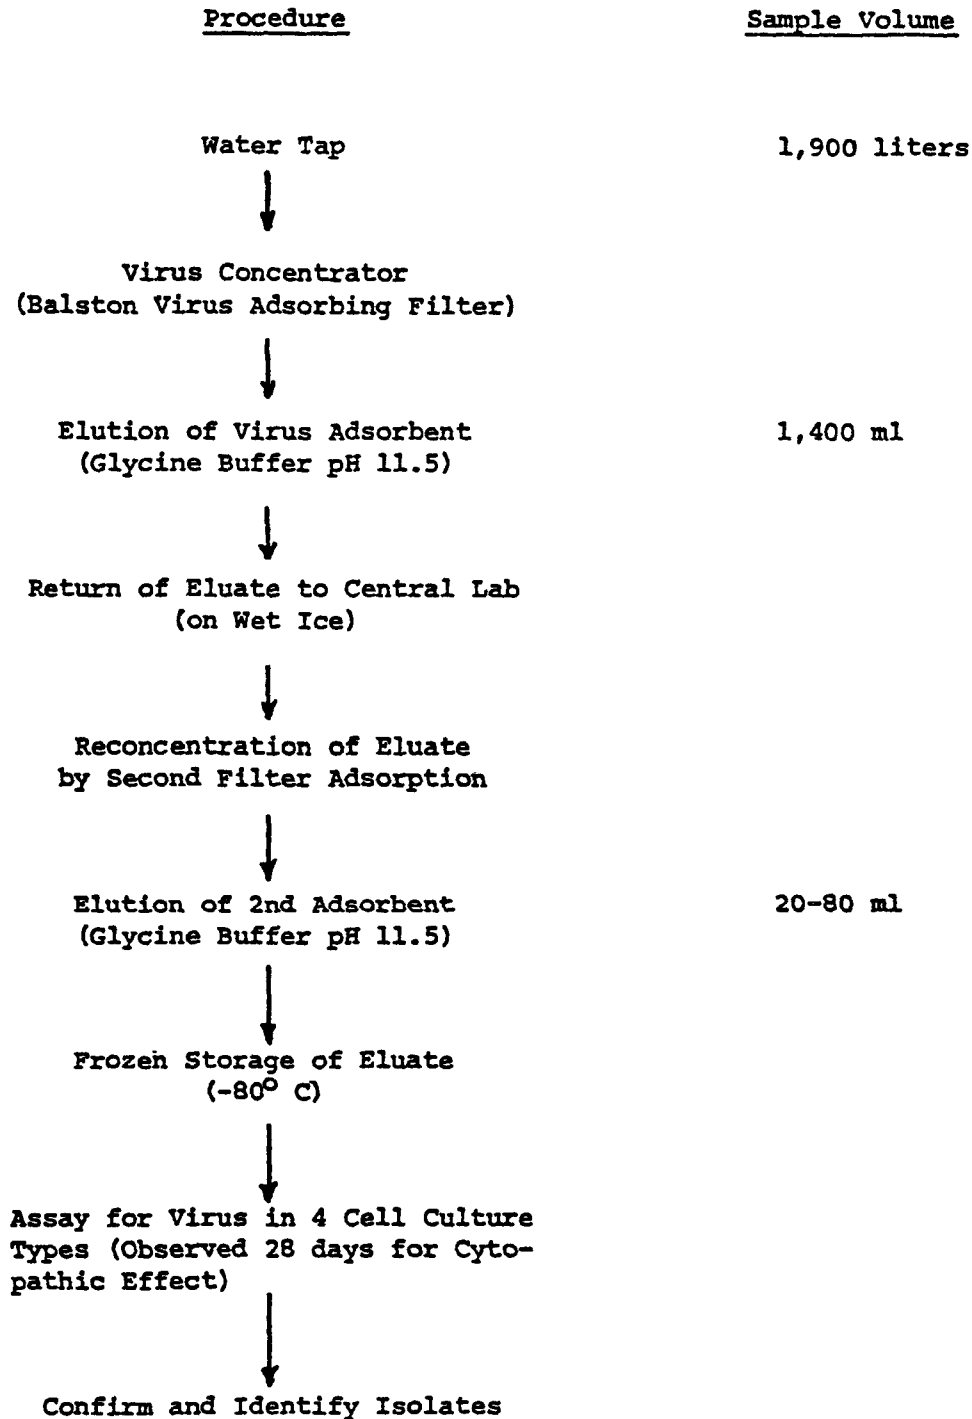 Procedure Sample Volume
Water Tap 1,900 liters
Virus Concentrator
(Balston Virus Adsorbing Filter)
Elution of Virus Adsorbent 1,400 ml
(Glycine Buffer pH 11.5)
Return of Eluate to Central Lab
(on Wet Ice)
Reconcentration of Eluate
by Second Filter Adsorption
Elution of 2nd Adsorbent 20-80 ml
(Glycine Buffer pH 11.5)
Frozen Storage of Eluate
(-80° C)
Assay for Virus in 4 Cell Culture
Types (Observed 28 days for Cyto-
pathic Effect)
Confirm and Identify Isolates